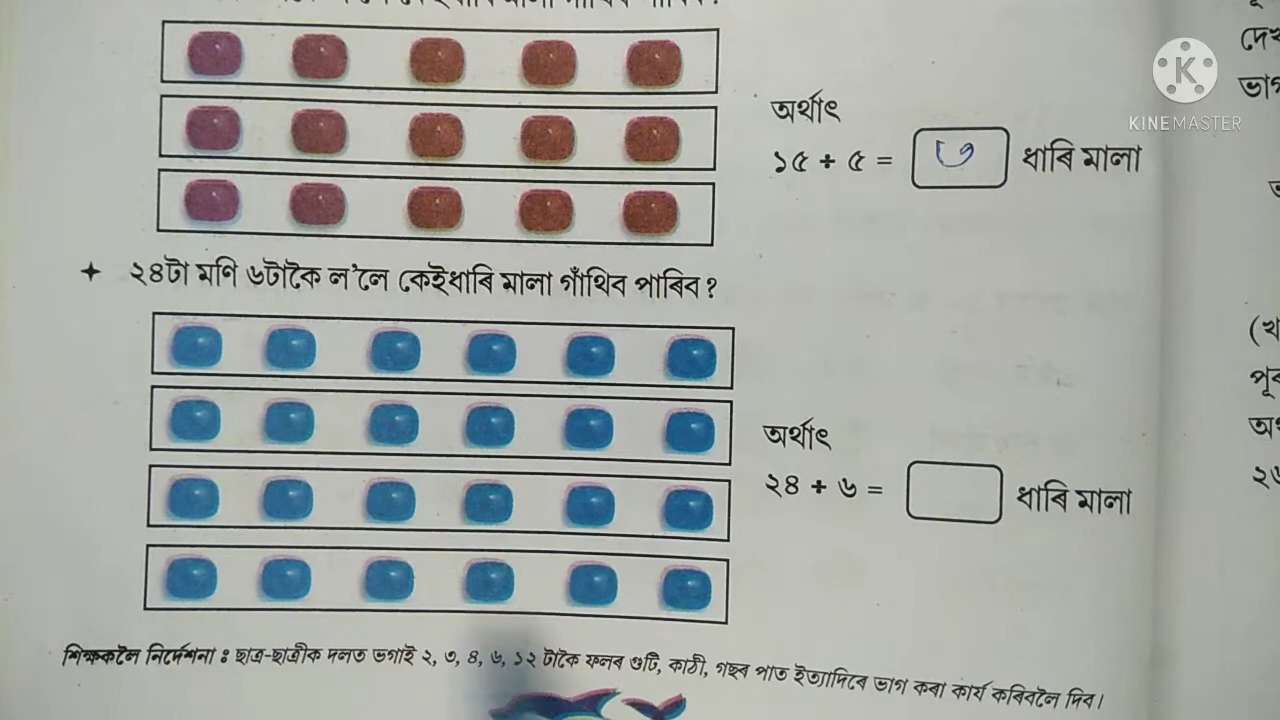 অৰ্থাৎ
১৫ ÷ ৫ = ৩ ধাৰি মালা
২৪টা মণি ৬টাকৈ ল'লে কেইধাৰি মালা গাঁথিব পাৰিব?
অৰ্থাৎ
২৪ ÷ ৬ = ধাৰি মালা
শিক্ষকলৈ নিৰ্দেশনা : ছাত্ৰ-ছাত্ৰীক দলত ভগাই ২, ৩, ৪, ৬, ১২ টাকৈ ফলৰ গুটি, কাঠী, গছৰ পাত ইত্যাদিৰে ভাগ কৰা কাৰ্য কৰিবলৈ দিব।
KINEMASTER